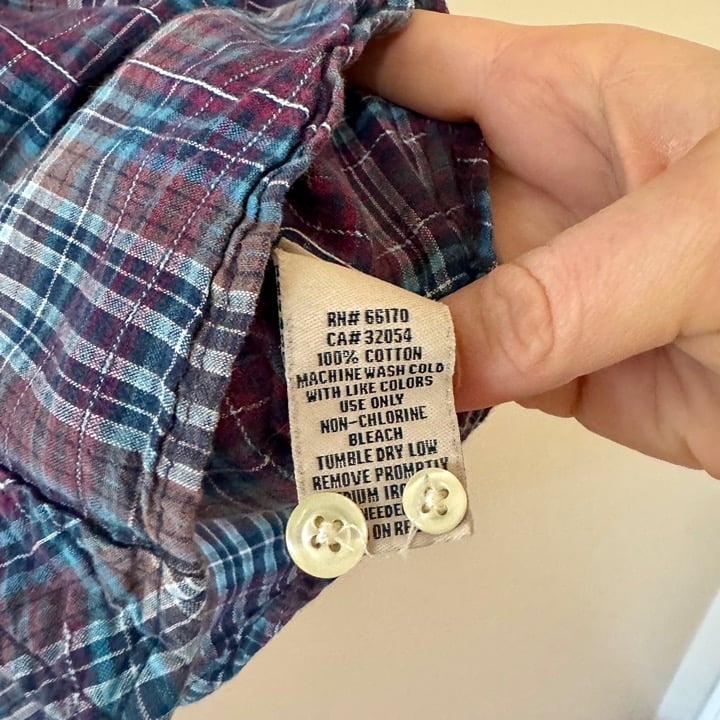 RN# 66170
CA# 32054
100% COTTON
MACHINE WASH COLD
WITH LIKE COLORS
USE ONLY
NON-CHLORINE
BLEACH
TUMBLE DRY LOW
REMOVE PROMPTLY
ON